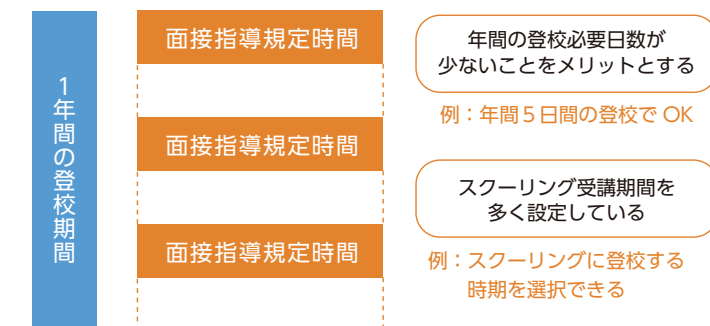 1年間の登校期間
面接指導規定時間
面接指導規定時間
面接指導規定時間
年間の登校必要日数が
少ないことをメリットとする
例：年間5日間の登校で OK
スクーリング受講期間を
多く設定している
例：スクーリングに登校する
時期を選択できる